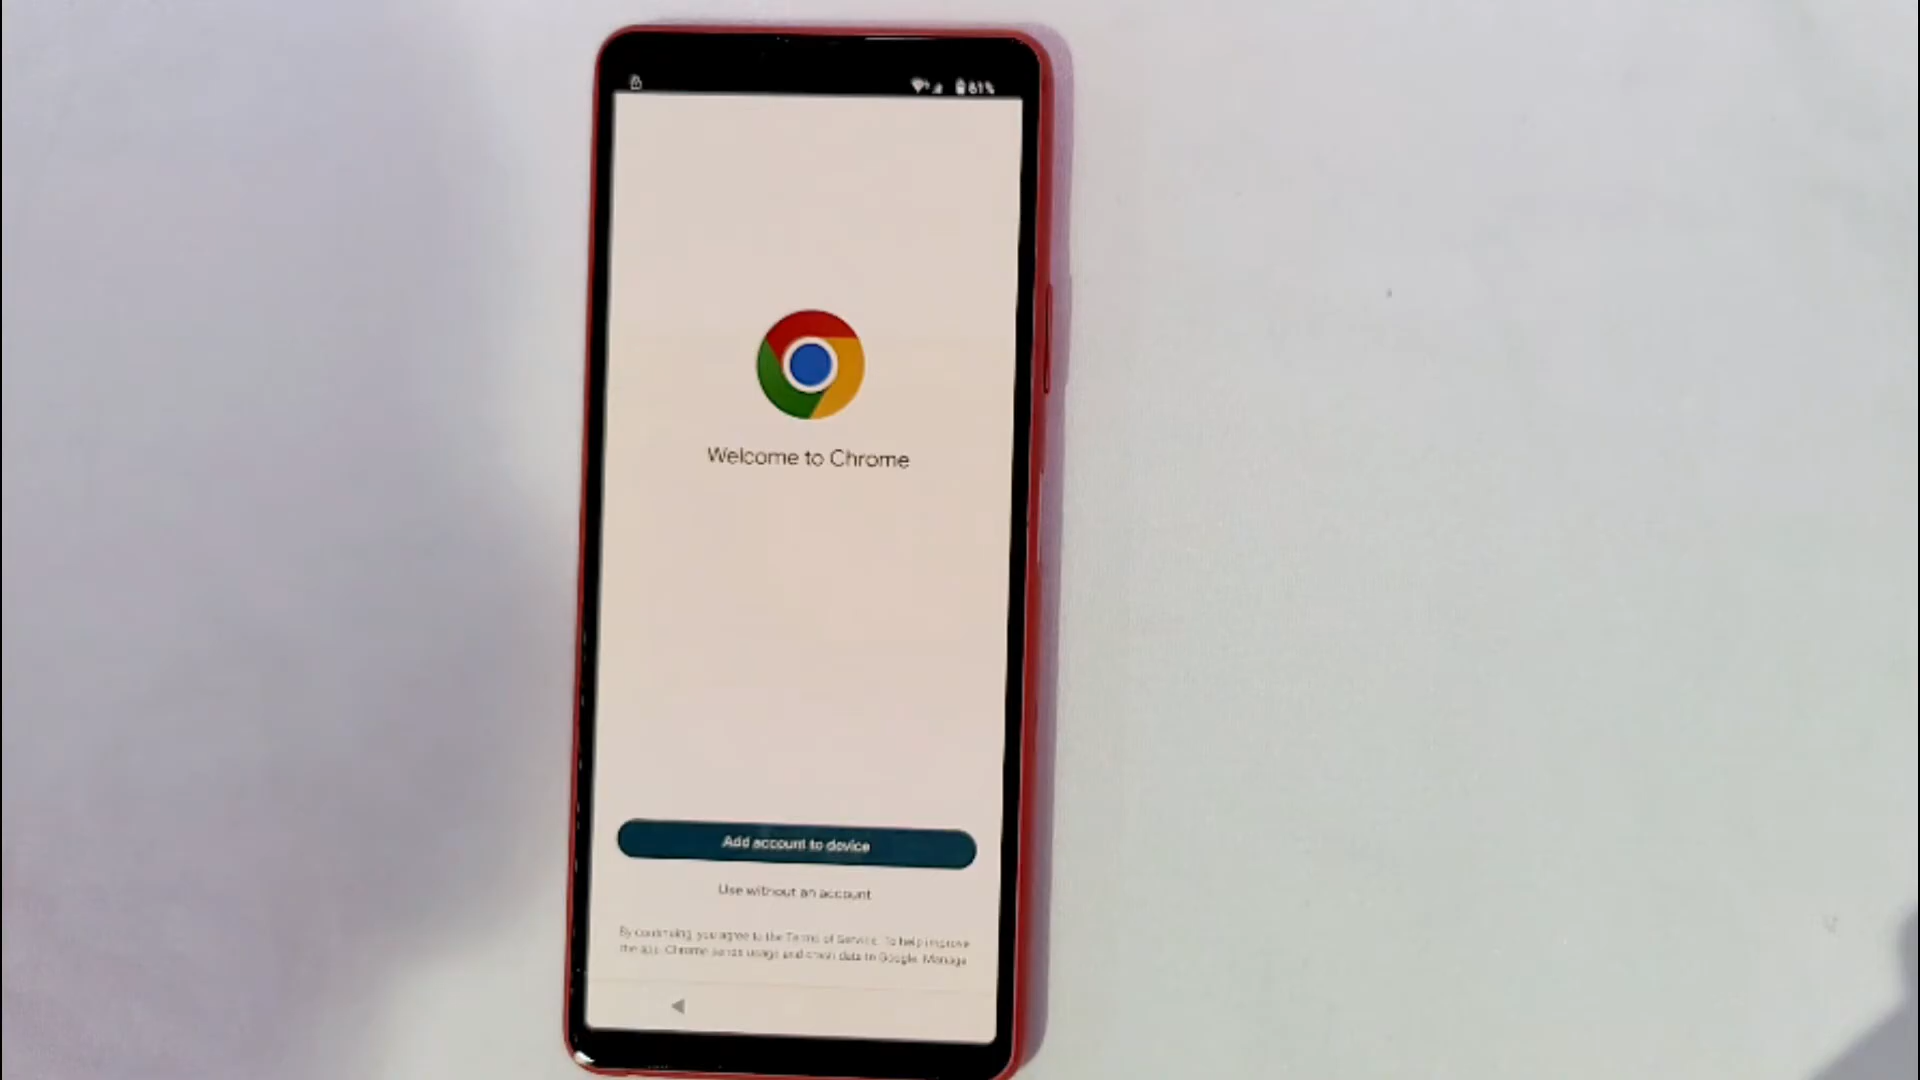 61%
Welcome to Chrome
Add account to device
Use without an account
By continuing, you agree to the Terms of Service. To help improve
the app, Chrome sends usage and crash data to Google. Manage